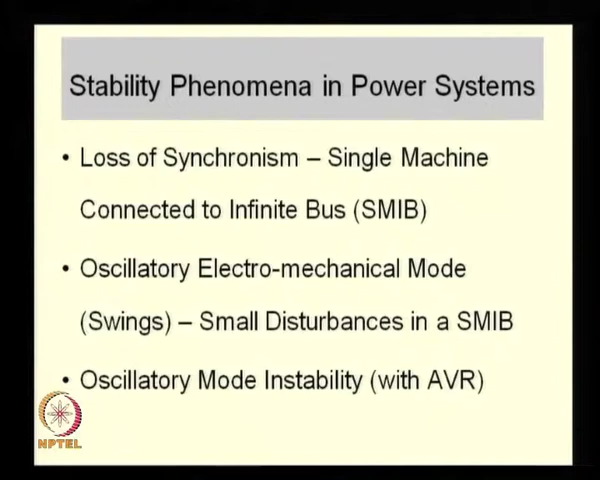 Stability Phenomena in Power Systems
• Loss of Synchronism – Single Machine
Connected to Infinite Bus (SMIB)
• Oscillatory Electro-mechanical Mode
(Swings) – Small Disturbances in a SMIB
• Oscillatory Mode Instability (with AVR)
NPTEL